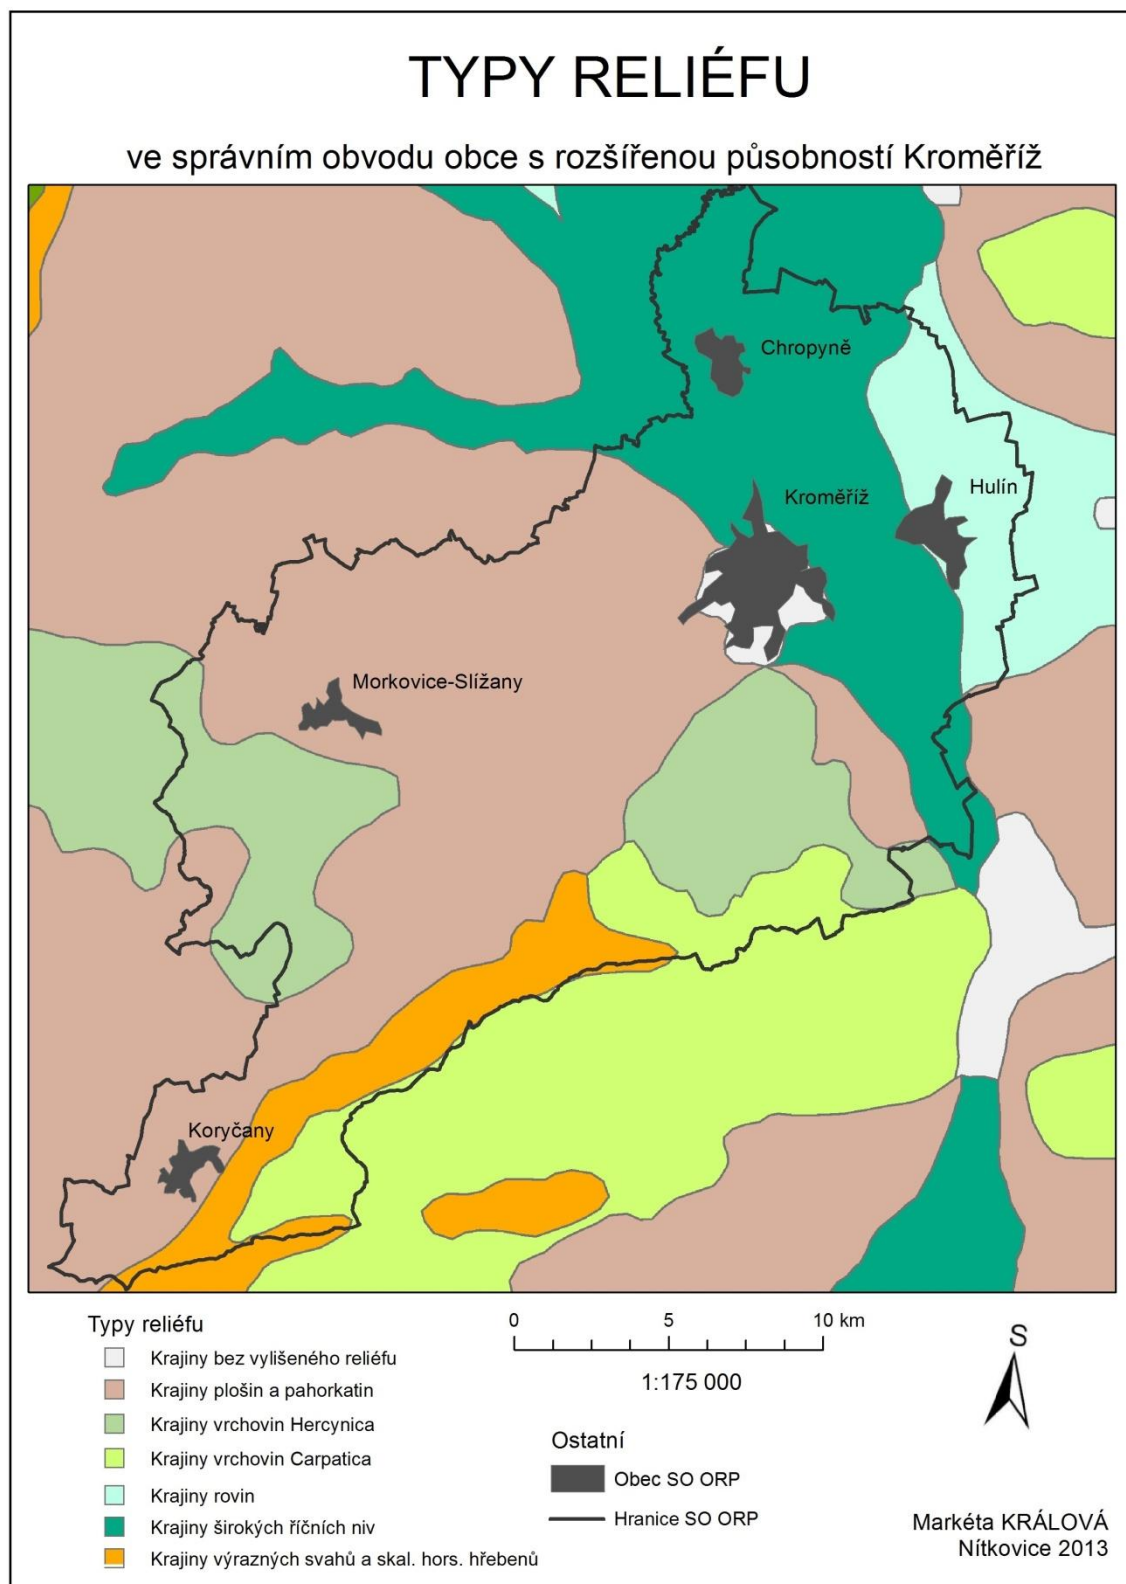 TYPY RELIÉFU
ve správním obvodu obce s rozšířenou působností Kroměříž
Chropyně
Kroměříž
Hulín
Morkovice-Slížany
Koryčany
Typy reliéfu
Krajiny bez vylišeného reliéfu
Krajiny plošin a pahorkatin
Krajiny vrchovin Hercynica
Krajiny vrchovin Carpatica
Krajiny rovin
Krajiny širokých říčních niv
Krajiny výrazných svahů a skal. hors. hřebenů
0 5 10 km
1:175 000
Ostatní
Obec SO ORP
Hranice SO ORP
S
Markéta KRÁLOVÁ
Nítkovice 2013